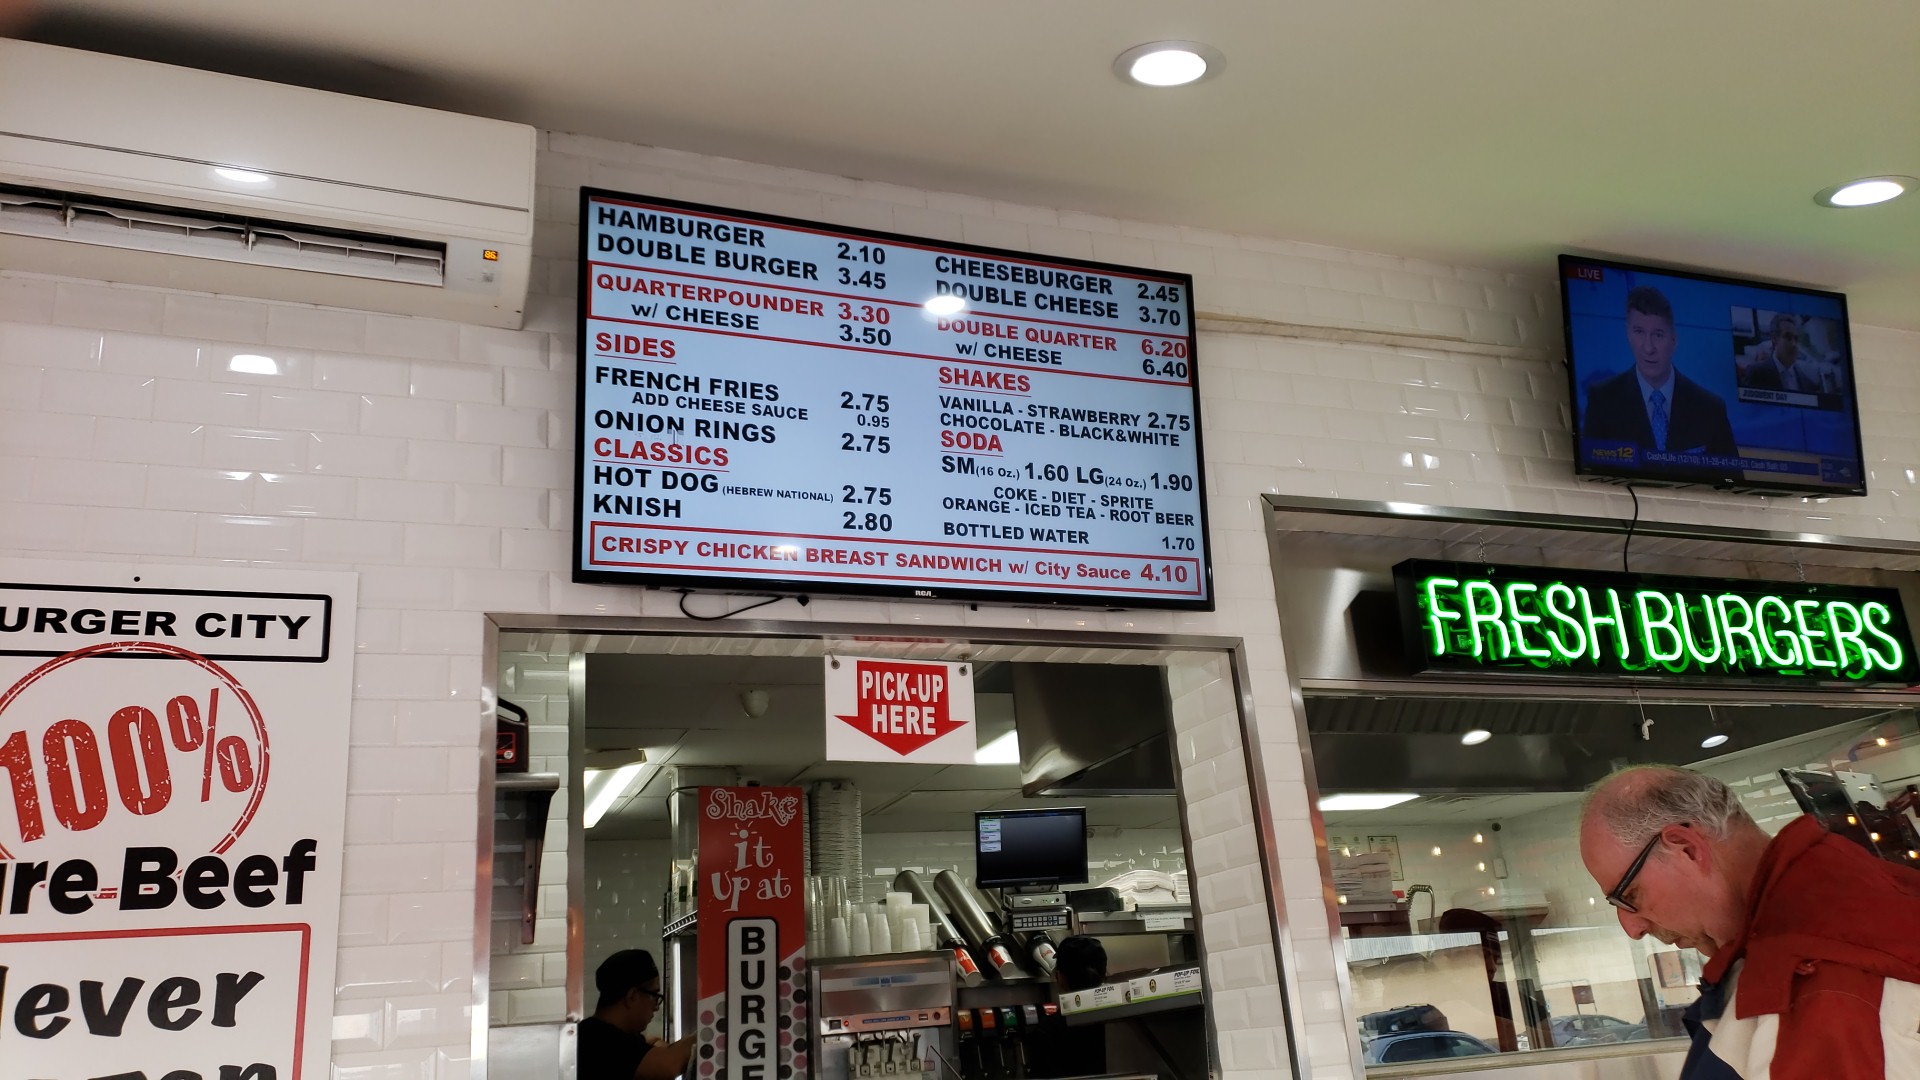 HAMBURGER 2.10
DOUBLE BURGER 3.45
QUARTERPOUNDER 3.30
w/ CHEESE 3.50
SIDES
FRENCH FRIES 2.75
ADD CHEESE SAUCE 0.95
ONION RINGS 2.75
CLASSICS
HOT DOG (HEBREW NATIONAL) 2.75
KNISH 2.80
CHEESEBURGER 2.45
DOUBLE CHEESE 3.70
DOUBLE QUARTER 6.20
w/ CHEESE 6.40
SHAKES
VANILLA - STRAWBERRY 2.75
CHOCOLATE - BLACK&WHITE
SODA
SM(16 Oz.) 1.60 LG(24 Oz.) 1.90
COKE - DIET - SPRITE
ORANGE - ICED TEA - ROOT BEER
BOTTLED WATER 1.70
CRISPY CHICKEN BREAST SANDWICH w/ City Sauce 4.10
RCA
LIVE
JUDGMENT DAY
NEWS12
FRESH BURGERS
PICK-UP
HERE
URGER CITY
100%
re Beef
lever
Shake
it
Up at
BURGE